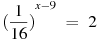 (1/16)^{x-9} = 2